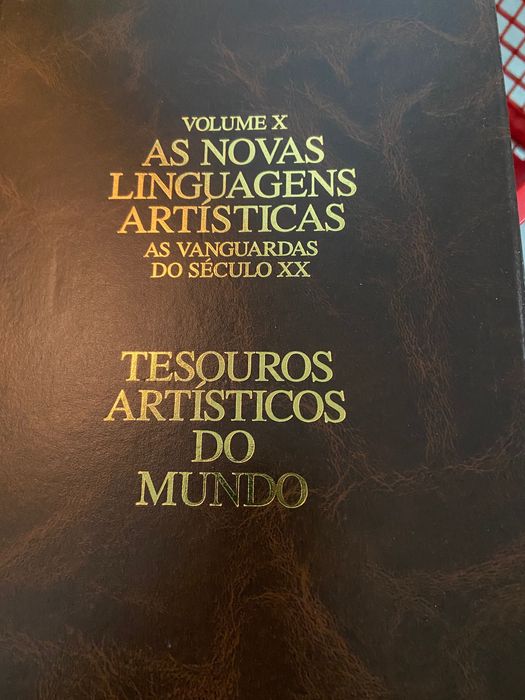 VOLUME X
AS NOVAS
LINGUAGENS
ARTÍSTICAS
AS VANGUARDAS
DO SÉCULO XX
TESOUROS
ARTÍSTICOS
DO
MUNDO